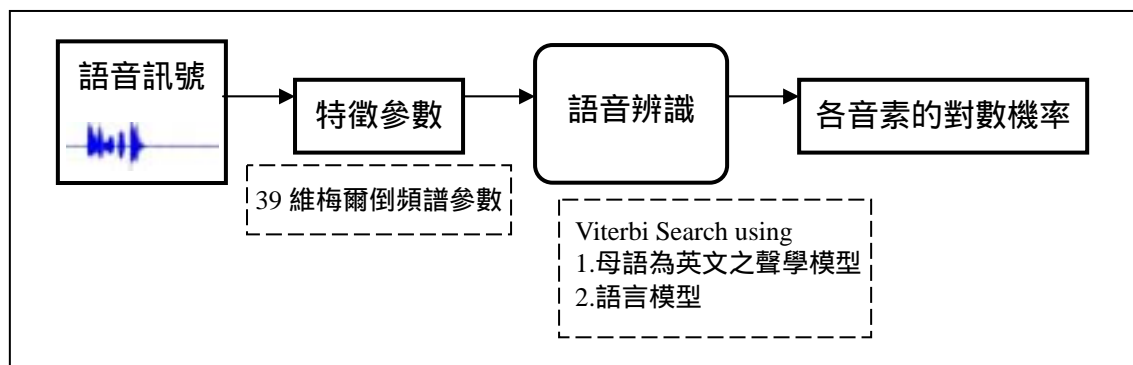 語音訊號
特徵參數
語音辨識
各音素的對數機率
39 維梅爾倒頻譜參數
Viterbi Search using
1.母語為英文之聲學模型
2.語言模型